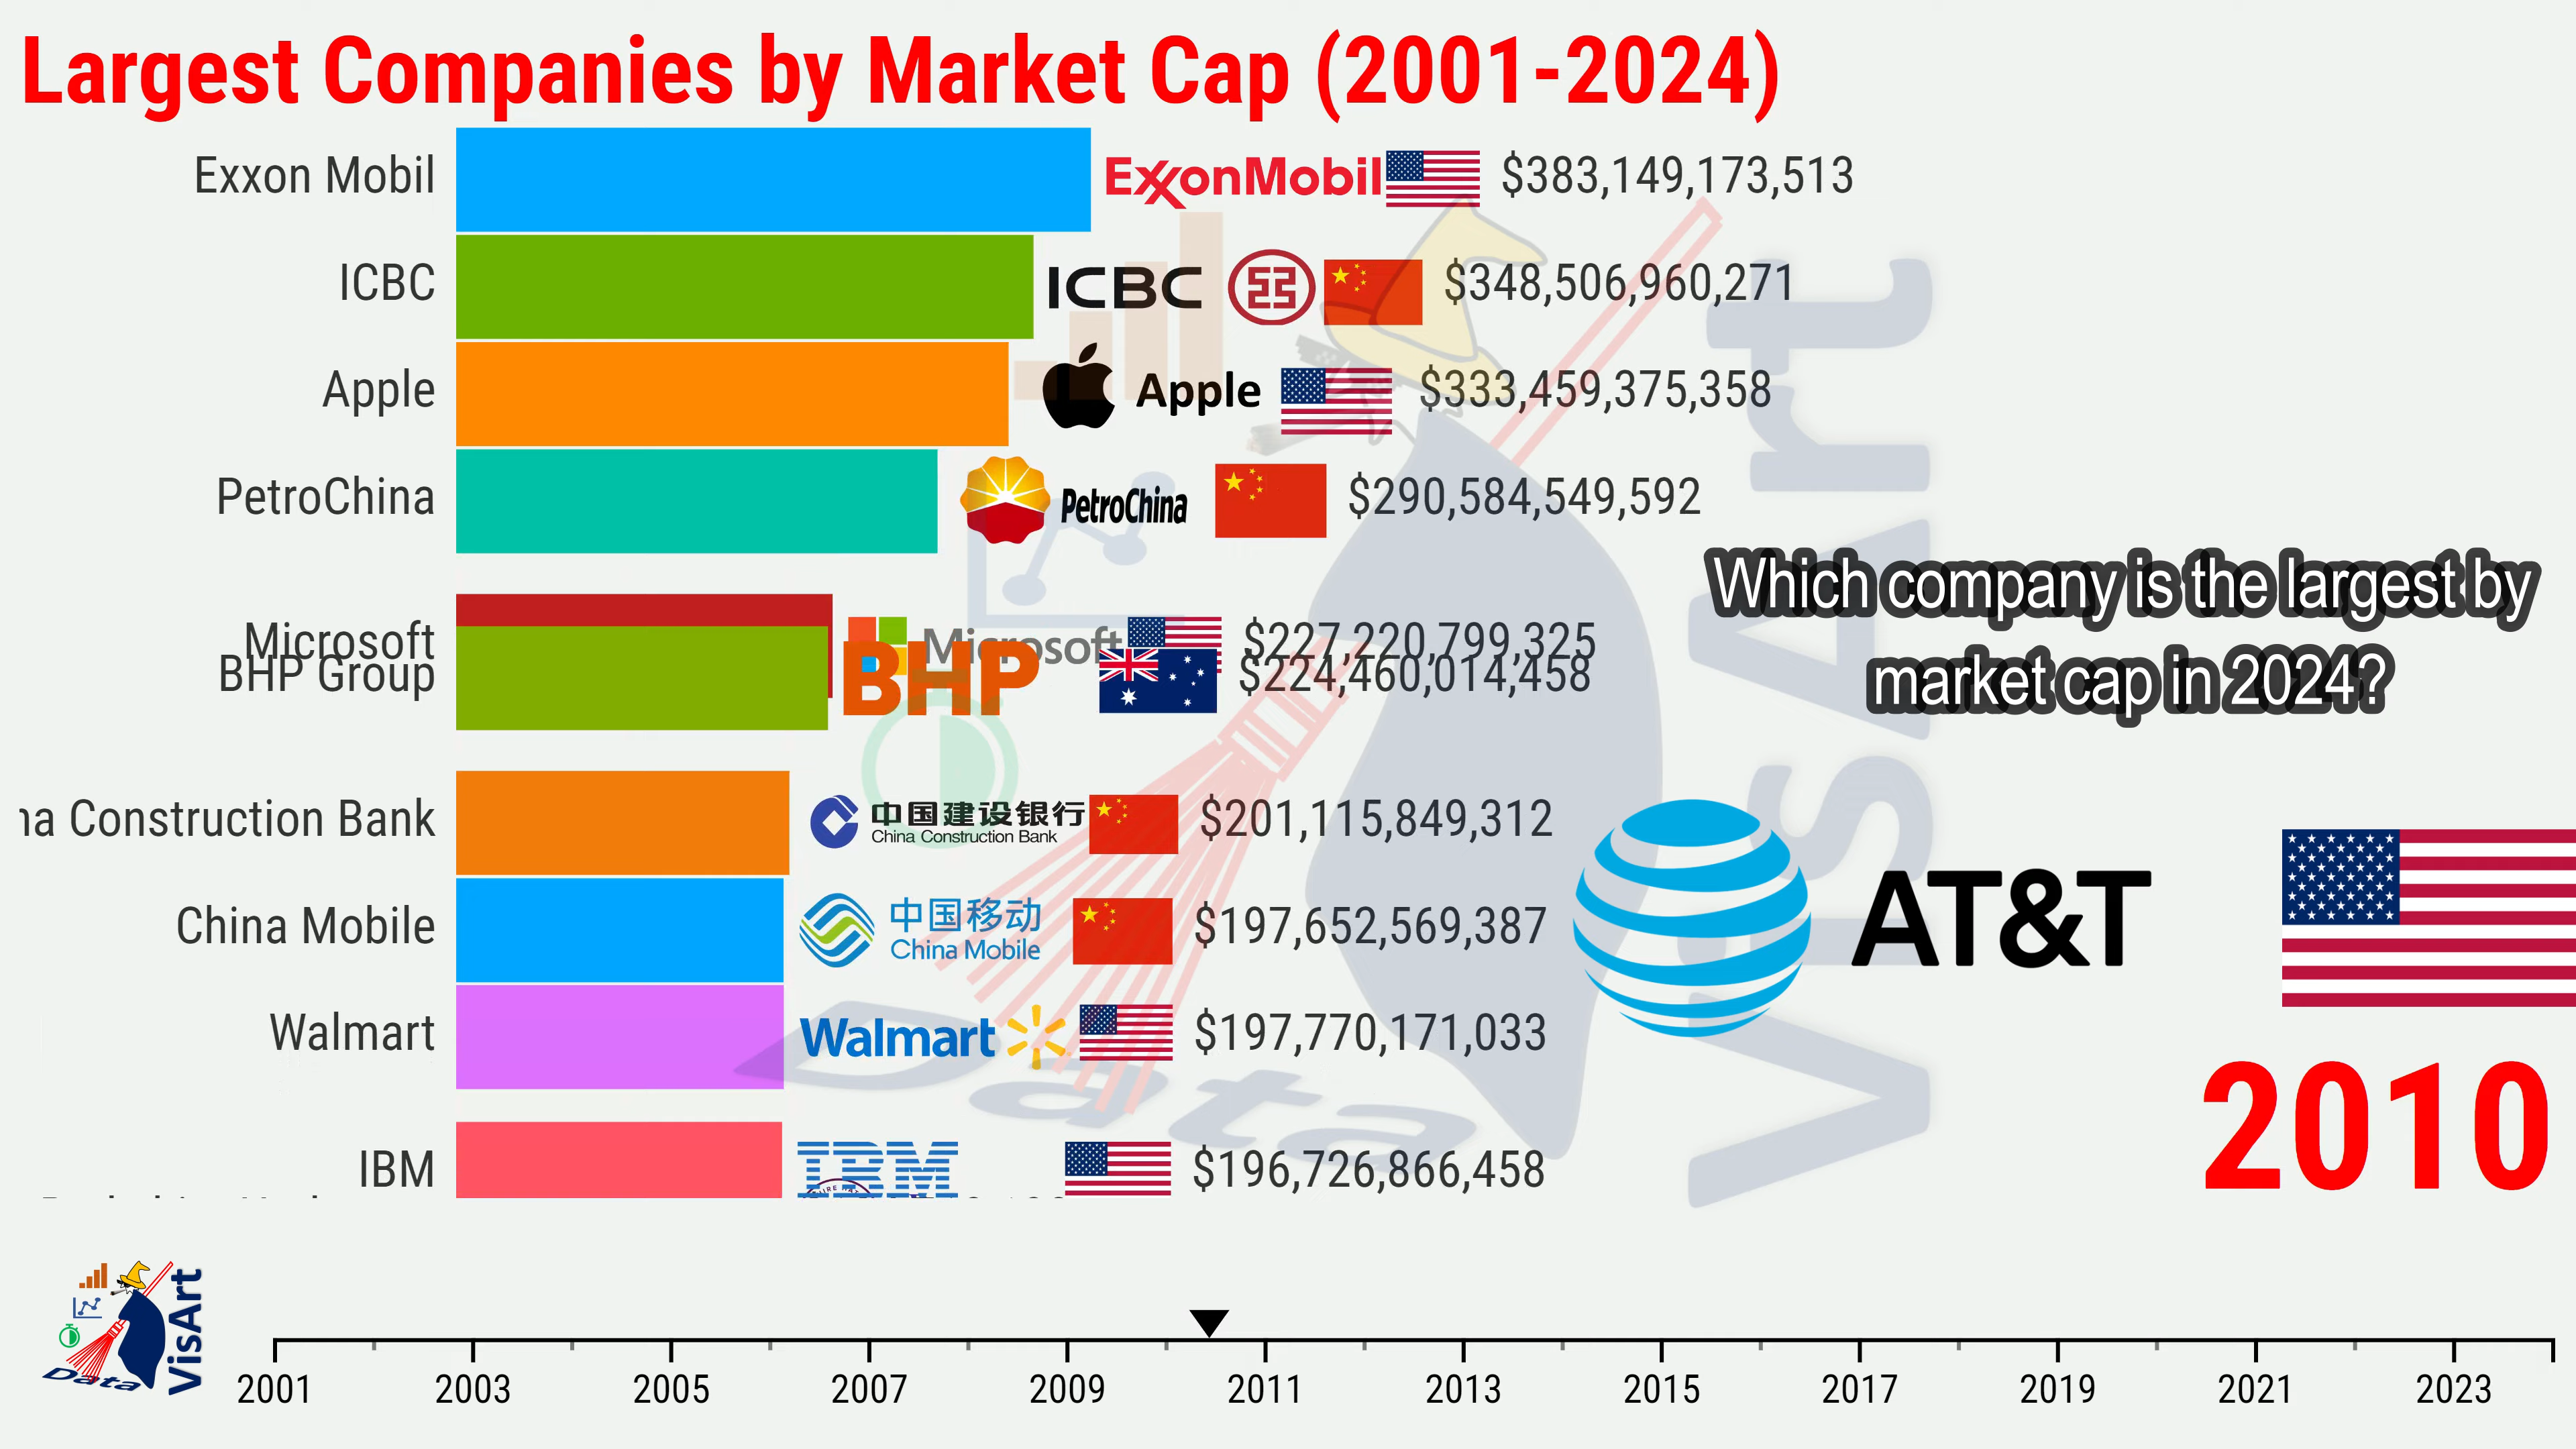 Largest Companies by Market Cap (2001-2024)
Exxon Mobil ExxonMobil $383,149,173,513
ICBC ICBC $348,506,960,271
Apple Apple $333,459,375,358
PetroChina PetroChina $290,584,549,592
Microsoft Microsoft $227,220,799,325
BHP Group BHP $224,460,014,458
Which company is the largest by
market cap in 2024?
Construction Bank 中国建设银行 $201,115,849,312
China Construction Bank
China Mobile 中国移动 $197,652,569,387
China Mobile
AT&T
Walmart Walmart $197,770,171,033
IBM IBM $196,726,866,458
2010
Data VisArt
Data VisArt
2001 2003 2005 2007 2009 2011 2013 2015 2017 2019 2021 2023